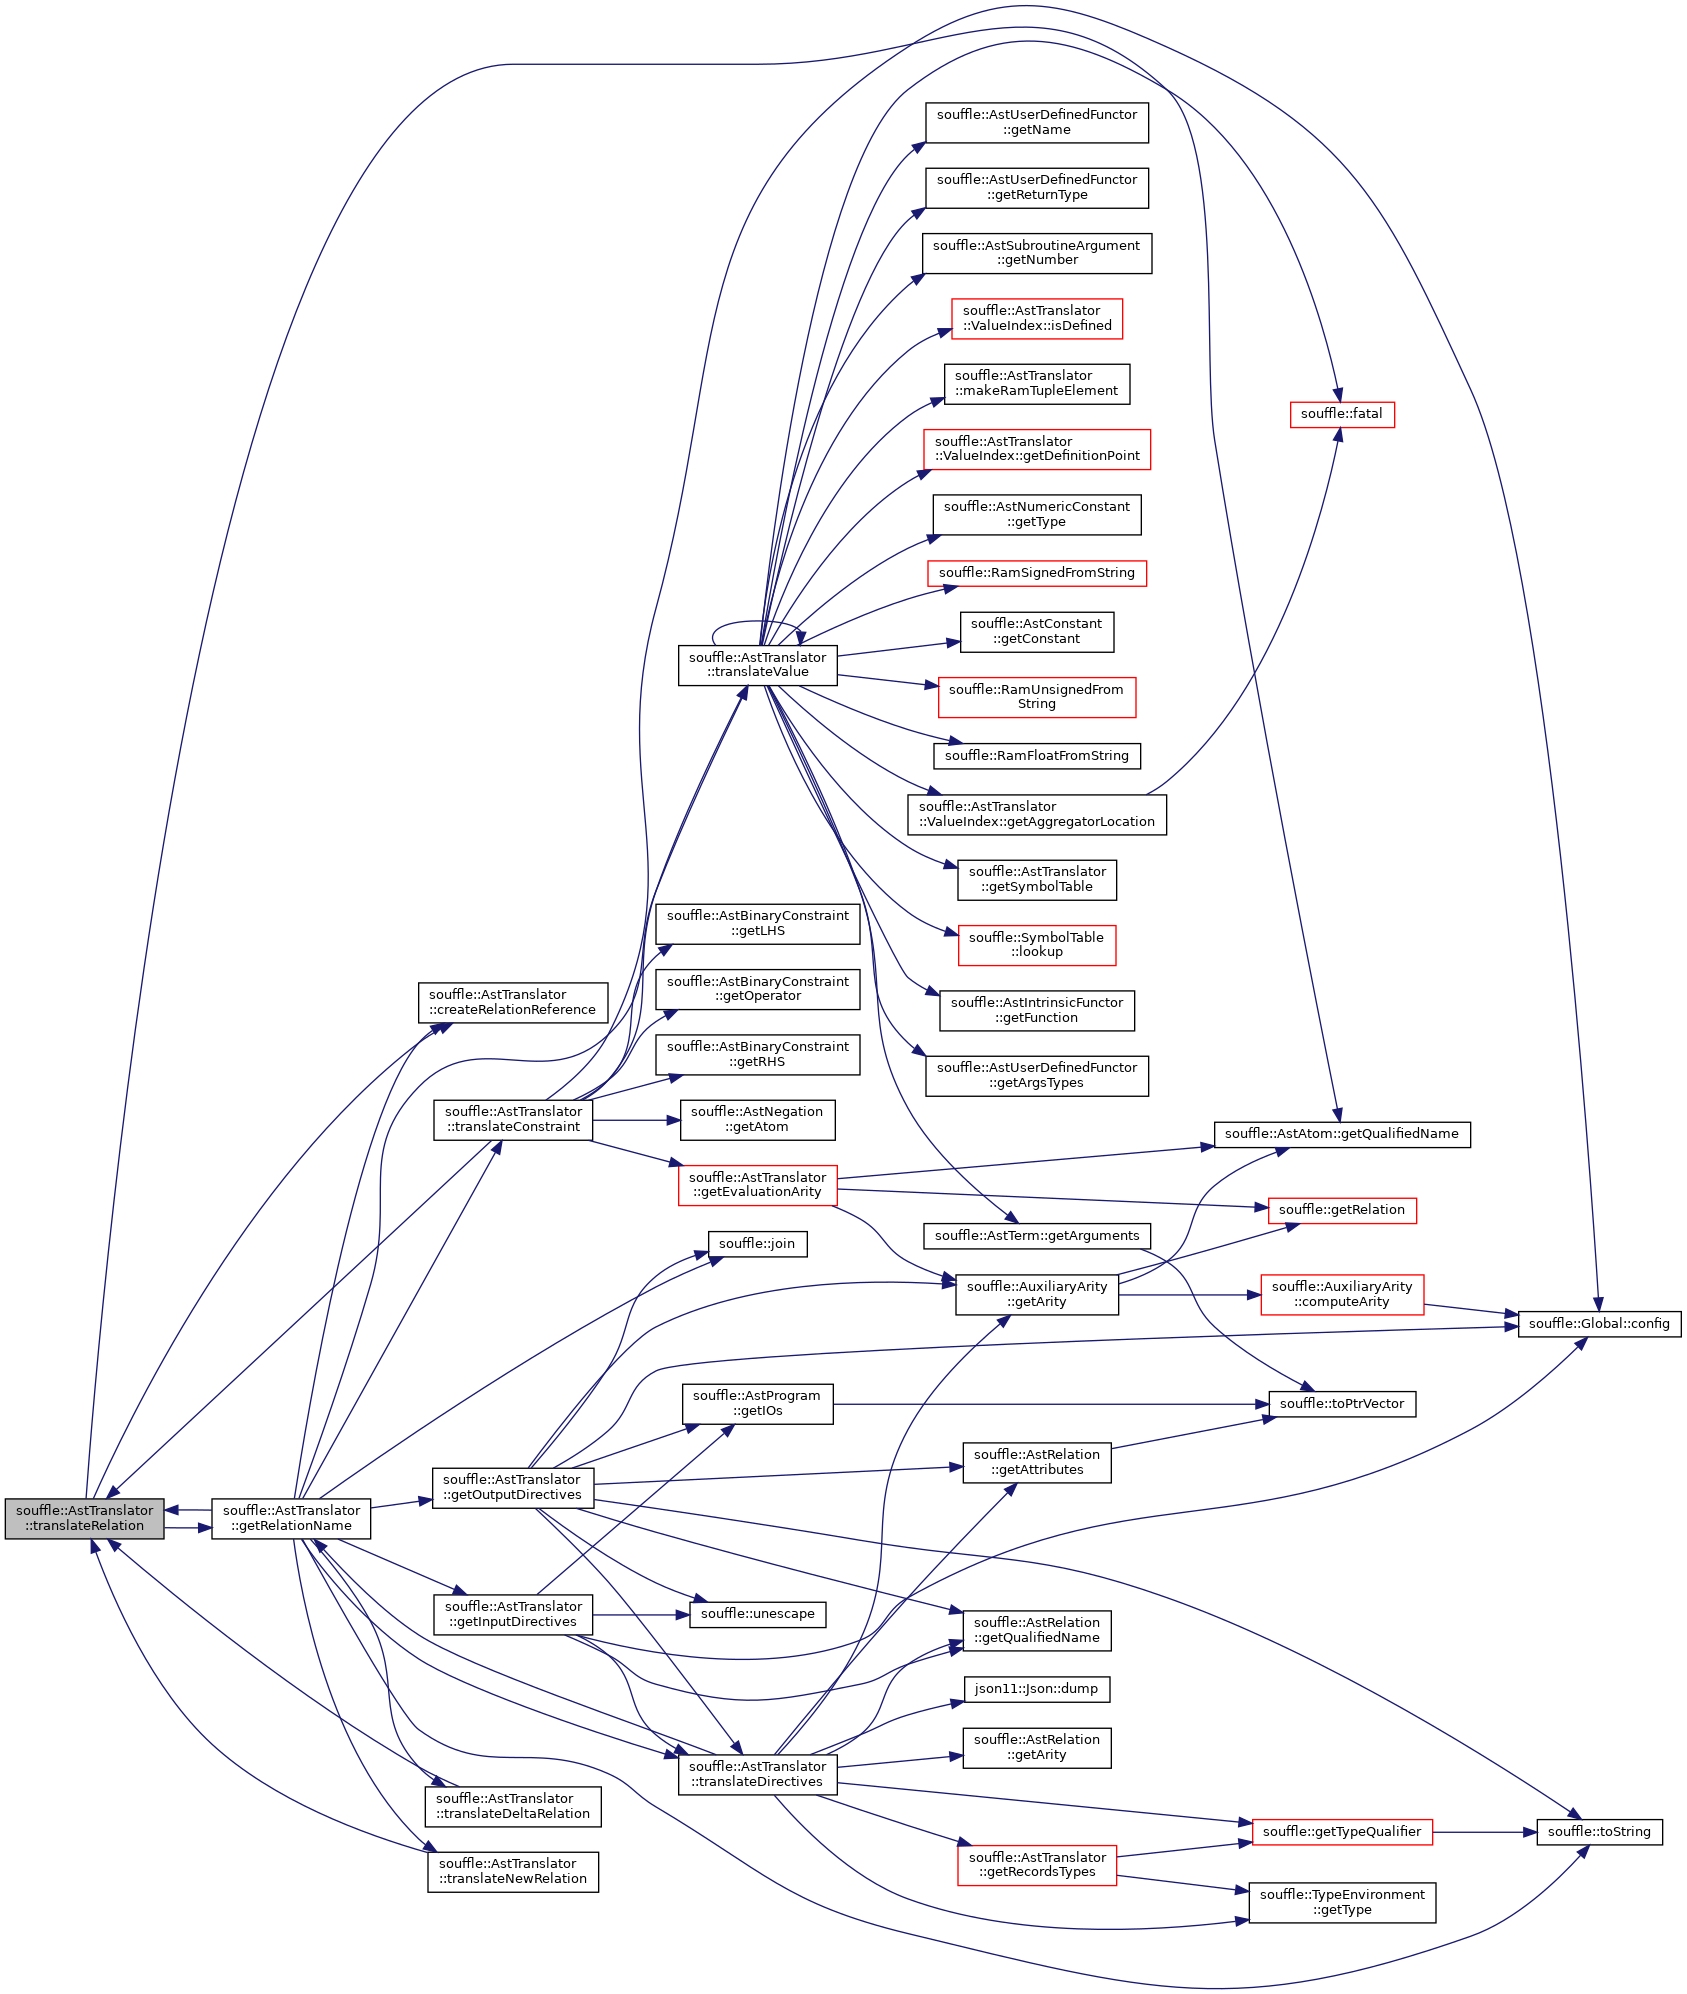 souffle::AstUserDefinedFunctor
::getName
souffle::AstUserDefinedFunctor
::getReturnType
souffle::AstSubroutineArgument
::getNumber
souffle::AstTranslator
::ValueIndex::isDefined
souffle::AstTranslator
::makeRamTupleElement
souffle::fatal
souffle::AstTranslator
::ValueIndex::getDefinitionPoint
souffle::AstNumericConstant
::getType
souffle::RamSignedFromString
souffle::AstConstant
::getConstant
souffle::AstTranslator
::translateValue
souffle::RamUnsignedFrom
String
souffle::RamFloatFromString
souffle::AstTranslator
::ValueIndex::getAggregatorLocation
souffle::AstTranslator
::getSymbolTable
souffle::AstBinaryConstraint
::getLHS
souffle::SymbolTable
::lookup
souffle::AstBinaryConstraint
::getOperator
souffle::AstTranslator
::createRelationReference
souffle::AstIntrinsicFunctor
::getFunction
souffle::AstBinaryConstraint
::getRHS
souffle::AstUserDefinedFunctor
::getArgsTypes
souffle::AstTranslator
::translateConstraint
souffle::AstNegation
::getAtom
souffle::AstAtom::getQualifiedName
souffle::AstTranslator
::getEvaluationArity
souffle::getRelation
souffle::AstTerm::getArguments
souffle::join
souffle::AuxiliaryArity
::getArity
souffle::AuxiliaryArity
::computeArity
souffle::Global::config
souffle::AstProgram
::getIOs
souffle::toPtrVector
souffle::AstRelation
::getAttributes
souffle::AstTranslator
::getOutputDirectives
souffle::AstTranslator
::translateRelation
souffle::AstTranslator
::getRelationName
souffle::AstTranslator
::getInputDirectives
souffle::unescape
souffle::AstRelation
::getQualifiedName
json11::Json::dump
souffle::AstRelation
::getArity
souffle::AstTranslator
::translateDirectives
souffle::AstTranslator
::translateDeltaRelation
souffle::getTypeQualifier
souffle::toString
souffle::AstTranslator
::getRecordsTypes
souffle::AstTranslator
::translateNewRelation
souffle::TypeEnvironment
::getType